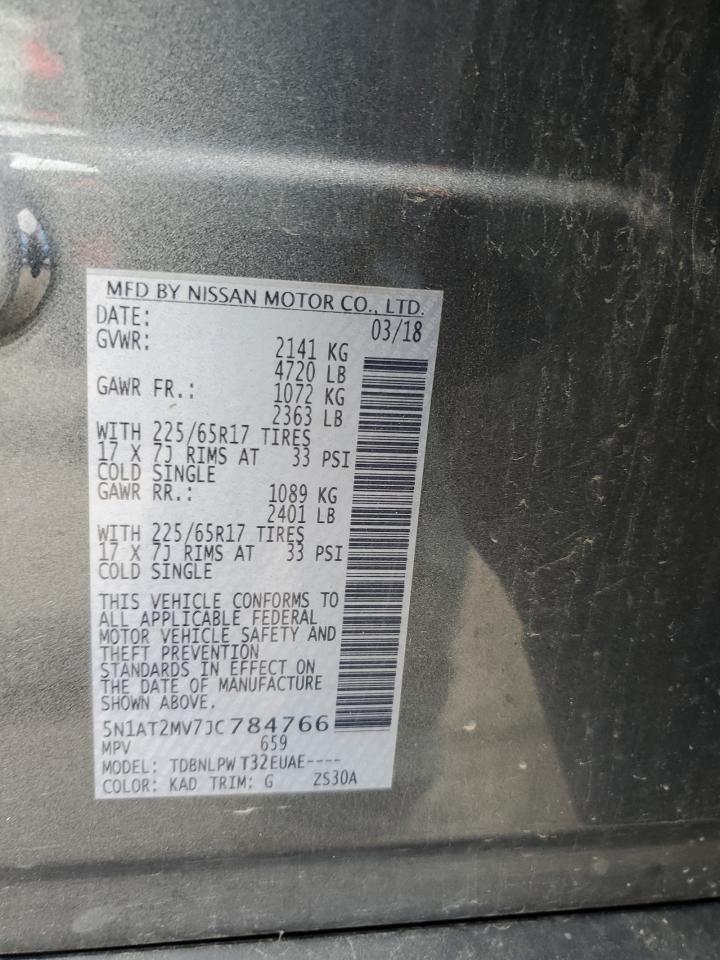 MFD BY NISSAN MOTOR CO., LTD.
DATE: 03/18
GVWR: 2141 KG
4720 LB
GAWR FR.: 1072 KG
2363 LB
WITH 225/65R17 TIRES
17 X 7J RIMS AT 33 PSI
COLD SINGLE
GAWR RR.: 1089 KG
2401 LB
WITH 225/65R17 TIRES
17 X 7J RIMS AT 33 PSI
COLD SINGLE
THIS VEHICLE CONFORMS TO
ALL APPLICABLE FEDERAL
MOTOR VEHICLE SAFETY AND
THEFT PREVENTION
STANDARDS IN EFFECT ON
THE DATE OF MANUFACTURE
SHOWN ABOVE.
5N1AT2MV7JC784766
MPV 659
MODEL: TDBNLPW T32EUAE----
COLOR: KAD TRIM: G ZS30A